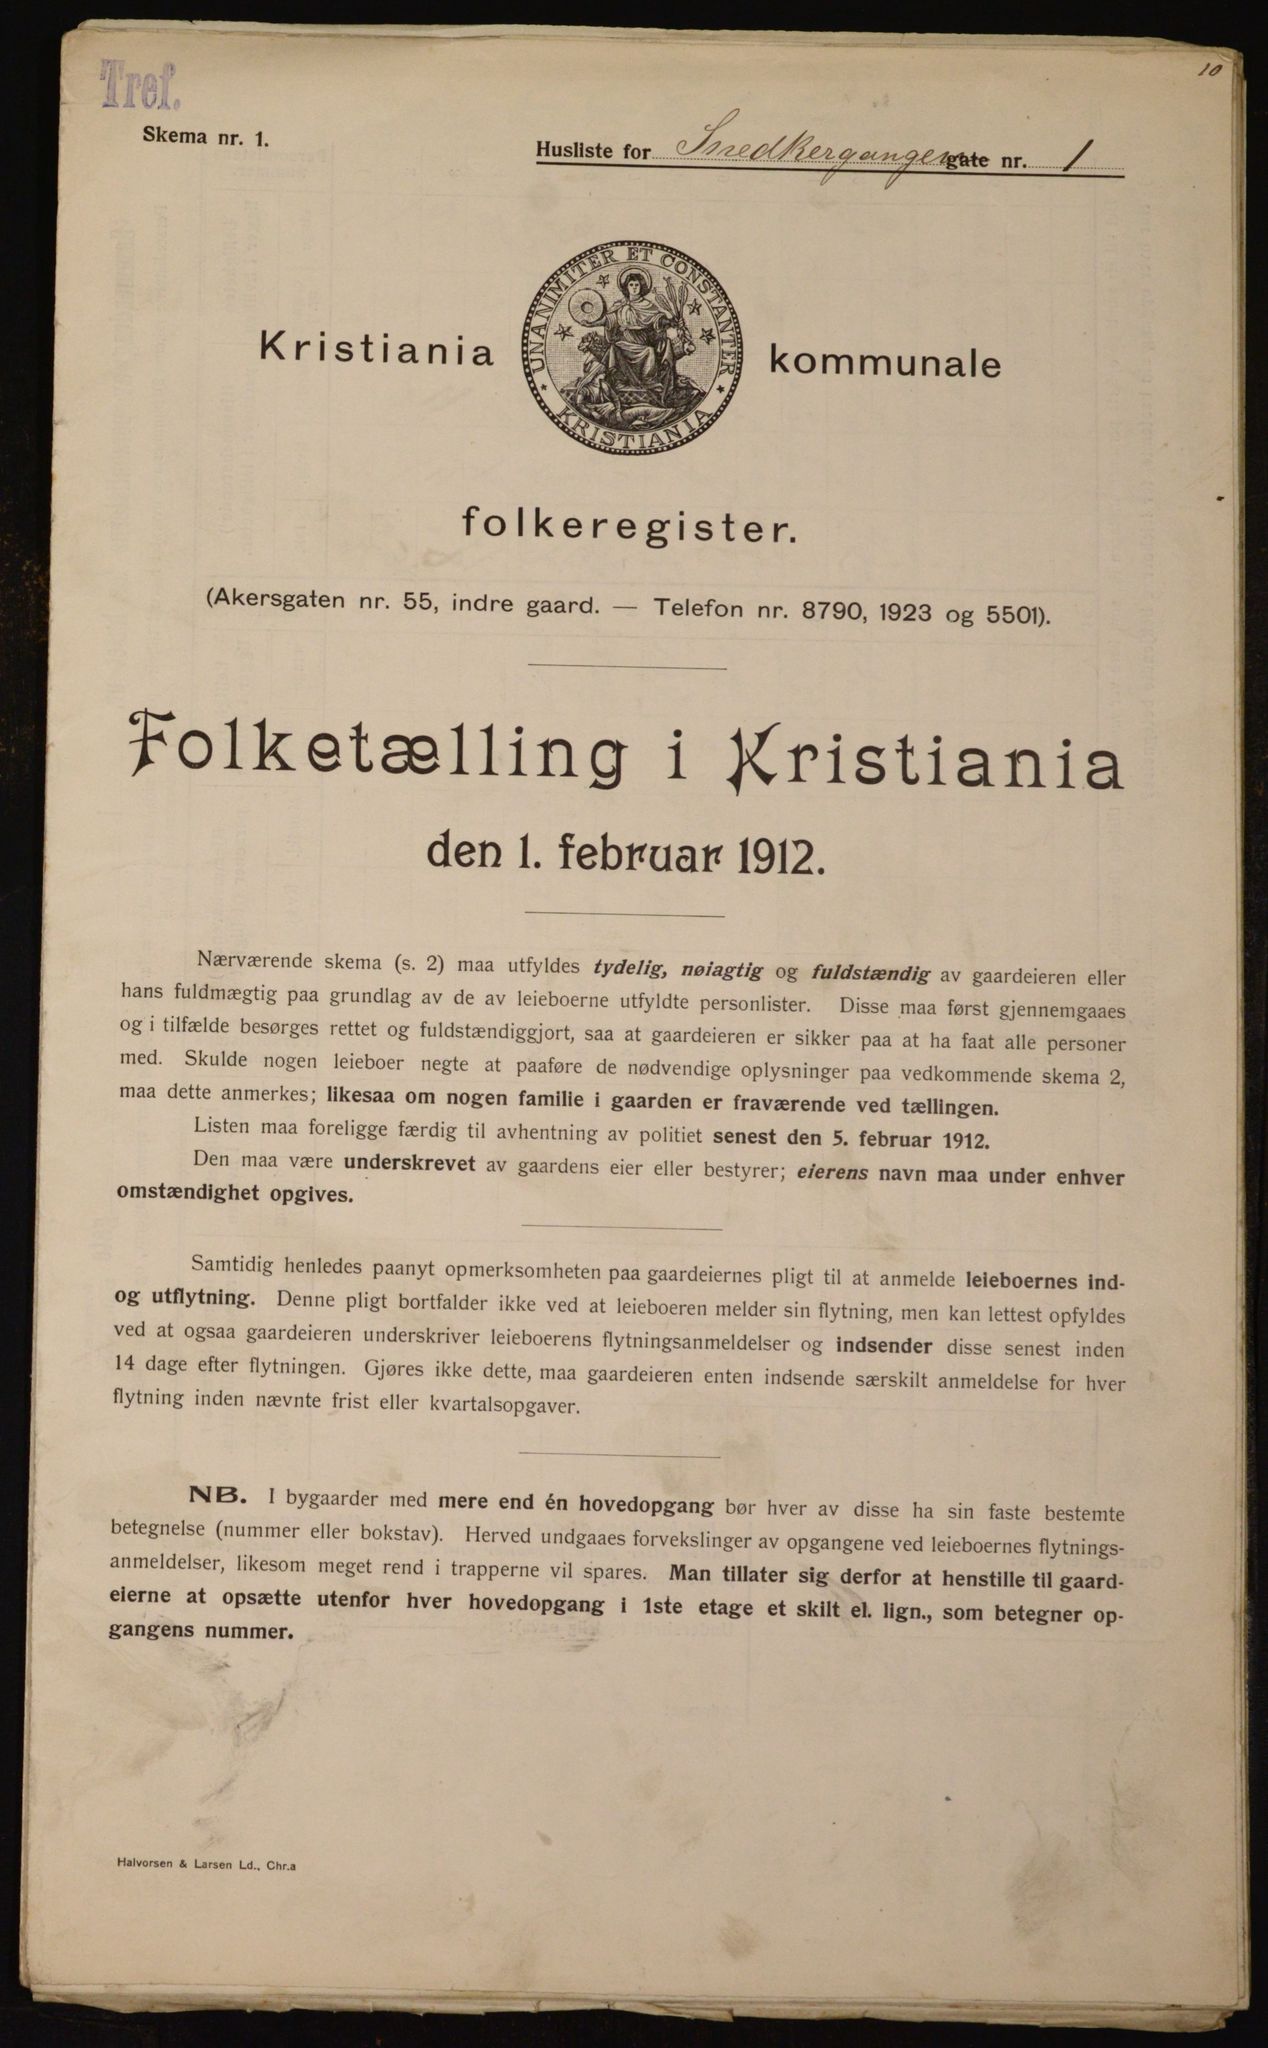 10
Tref.
Skema nr. 1.
Husliste for Snedkergangen gate nr. 1
UNANIMITER ET CONSTANTER
KRISTIANIA
Kristiania kommunale
folkeregister.
(Akersgaten nr. 55, indre gaard. — Telefon nr. 8790, 1923 og 5501).
Folketælling i Kristiania
den 1. februar 1912.
Nærværende skema (s. 2) maa utfyldes tydelig, nøiagtig og fuldstændig av gaardeieren eller
hans fuldmægtig paa grundlag av de av leieboerne utfyldte personlister. Disse maa først gjennemgaaes
og i tilfælde besørges rettet og fuldstændiggjort, saa at gaardeieren er sikker paa at ha faat alle personer
med. Skulde nogen leieboer negte at paaføre de nødvendige oplysninger paa vedkommende skema 2,
maa dette anmerkes; likesaa om nogen familie i gaarden er fraværende ved tællingen.
Listen maa foreligge færdig til avhentning av politiet senest den 5. februar 1912.
Den maa være underskrevet av gaardens eier eller bestyrer; eierens navn maa under enhver
omstændighet opgives.
Samtidig henledes paanyt opmerksomheten paa gaardeiernes pligt til at anmelde leieboernes ind-
og utflytning. Denne pligt bortfalder ikke ved at leieboeren melder sin flytning, men kan lettest opfyldes
ved at ogsaa gaardeieren underskriver leieboerens flytningsanmeldelser og indsender disse senest inden
14 dage efter flytningen. Gjøres ikke dette, maa gaardeieren enten indsende særskilt anmeldelse for hver
flytning inden nævnte frist eller kvartalsopgaver.
NB. I bygaarder med mere end én hovedopgang bør hver av disse ha sin faste bestemte
betegnelse (nummer eller bokstav). Herved undgaaes forvekslinger av opgangene ved leieboernes flytnings-
anmeldelser, likesom meget rend i trapperne vil spares. Man tillater sig derfor at henstille til gaard-
eierne at opsætte utenfor hver hovedopgang i 1ste etage et skilt el. lign., som betegner op-
gangens nummer.
Halvorsen & Larsen Ld., Chr.a